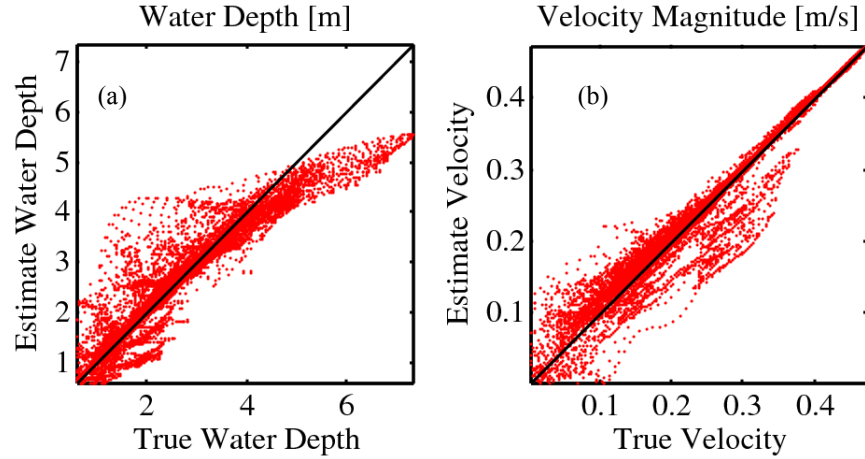 Water Depth [m]
Velocity Magnitude [m/s]
(a)
7
6
5
4
3
2
1
Estimate Water Depth
2
4
6
True Water Depth
(b)
0.4
0.3
0.2
0.1
Estimate Velocity
0.1
0.2
0.3
0.4
True Velocity